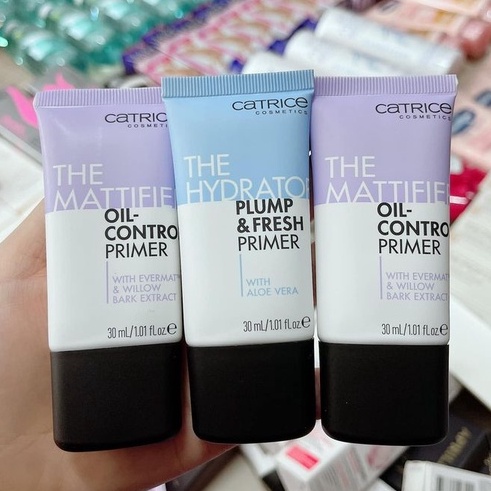 CATRICE
COSMETICS
THE
MATTIFIE
OIL-
CONTRO
PRIMER
WITH EVERMAT™
& WILLOW
BARK EXTRACT
30 mL/1.01 fl.oz.e
CATRICE
COSMETICS
THE
HYDRATO
PLUMP
& FRESH
PRIMER
WITH
ALOE VERA
30 mL/1.01 fl.oz.e
CATRICE
COSMETICS
THE
MATTIFIE
OIL-
CONTRO
PRIMER
WITH EVERMAT
& WILLOW
BARK EXTRACT
30 mL/1.01 fl.oz.e